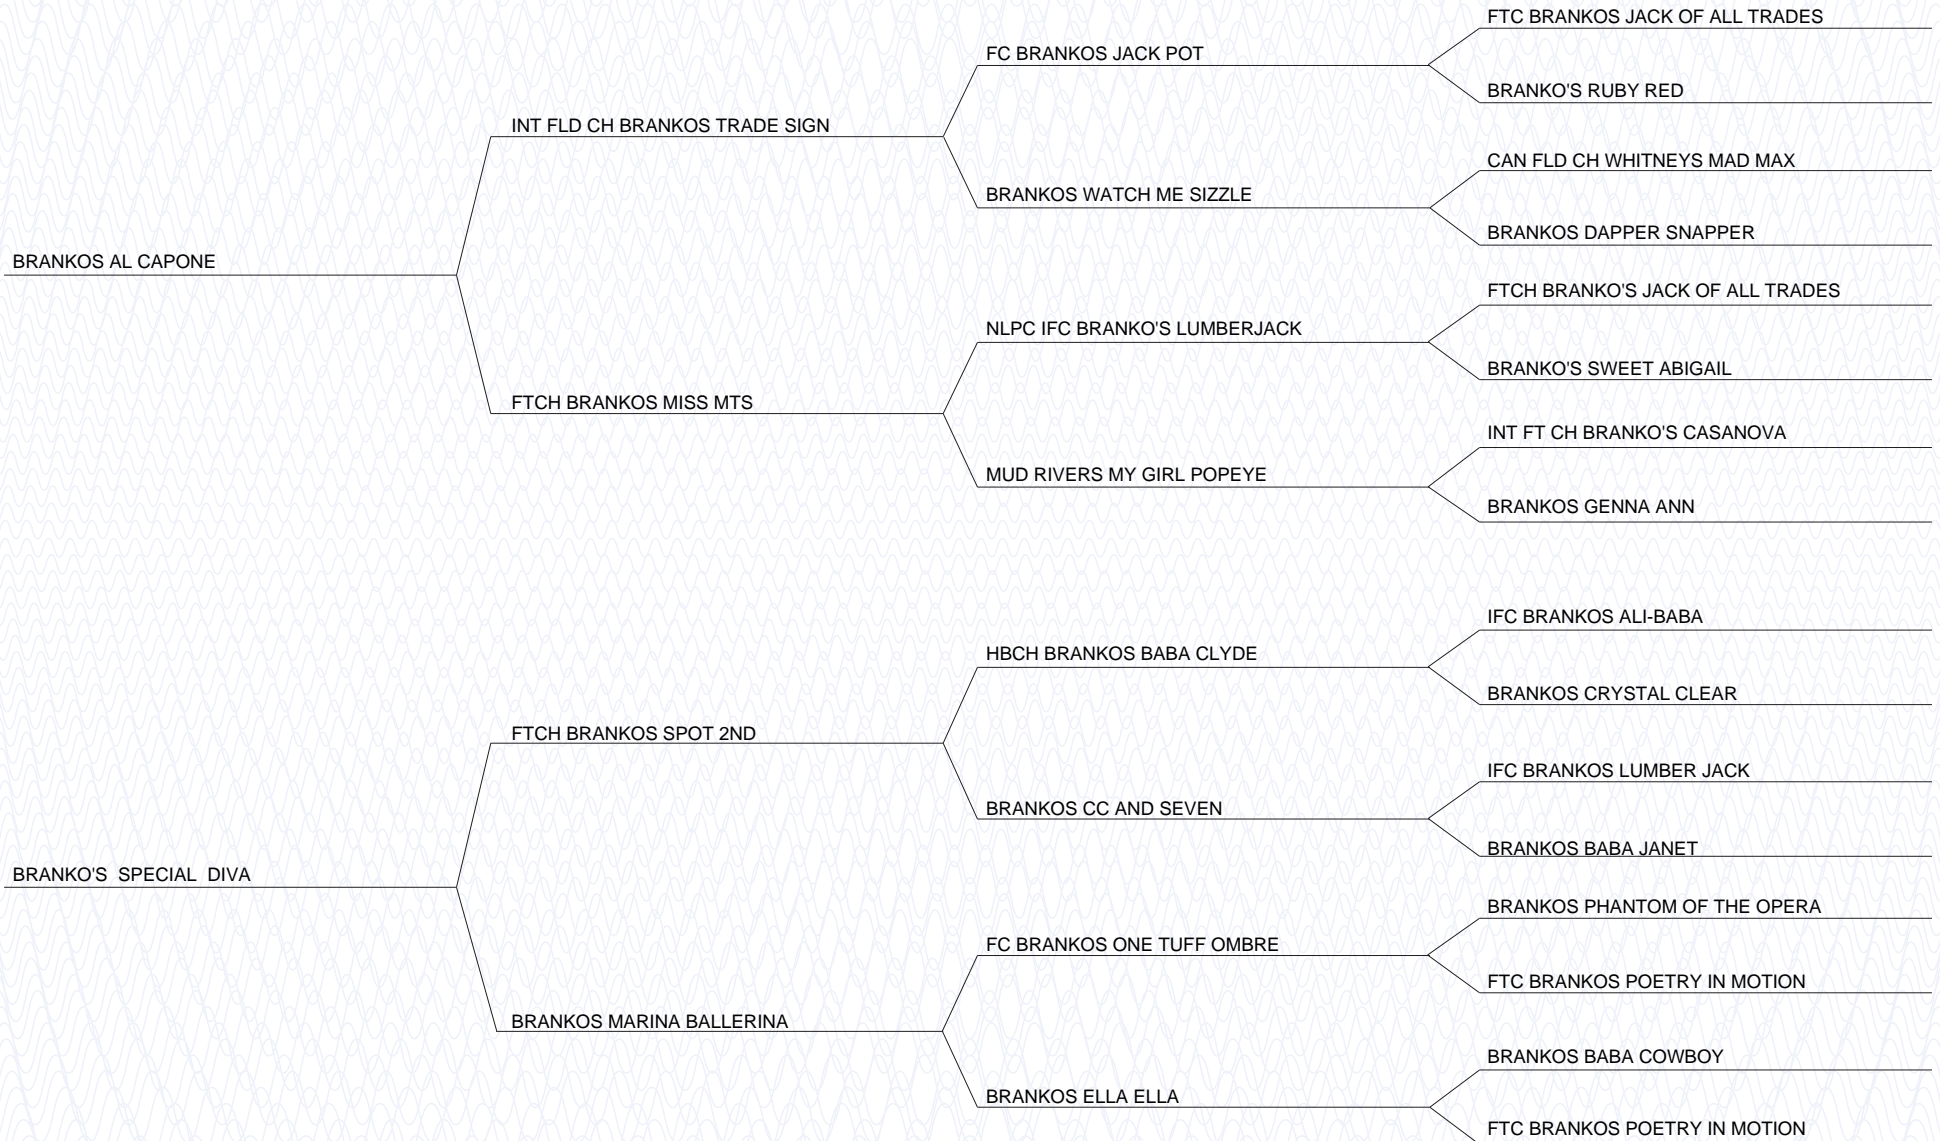 FTC BRANKOS JACK OF ALL TRADES
FC BRANKOS JACK POT
BRANKO'S RUBY RED
INT FLD CH BRANKOS TRADE SIGN
CAN FLD CH WHITNEYS MAD MAX
BRANKOS WATCH ME SIZZLE
BRANKOS DAPPER SNAPPER
BRANKOS AL CAPONE
FTCH BRANKO'S JACK OF ALL TRADES
NLPC IFC BRANKO'S LUMBERJACK
BRANKO'S SWEET ABIGAIL
FTCH BRANKOS MISS MTS
INT FT CH BRANKO'S CASANOVA
MUD RIVERS MY GIRL POPEYE
BRANKOS GENNA ANN
IFC BRANKOS ALI-BABA
HBCH BRANKOS BABA CLYDE
BRANKOS CRYSTAL CLEAR
FTCH BRANKOS SPOT 2ND
IFC BRANKOS LUMBER JACK
BRANKOS CC AND SEVEN
BRANKOS BABA JANET
BRANKO'S  SPECIAL  DIVA
BRANKOS PHANTOM OF THE OPERA
FC BRANKOS ONE TUFF OMBRE
FTC BRANKOS POETRY IN MOTION
BRANKOS MARINA BALLERINA
BRANKOS BABA COWBOY
BRANKOS ELLA ELLA
FTC BRANKOS POETRY IN MOTION